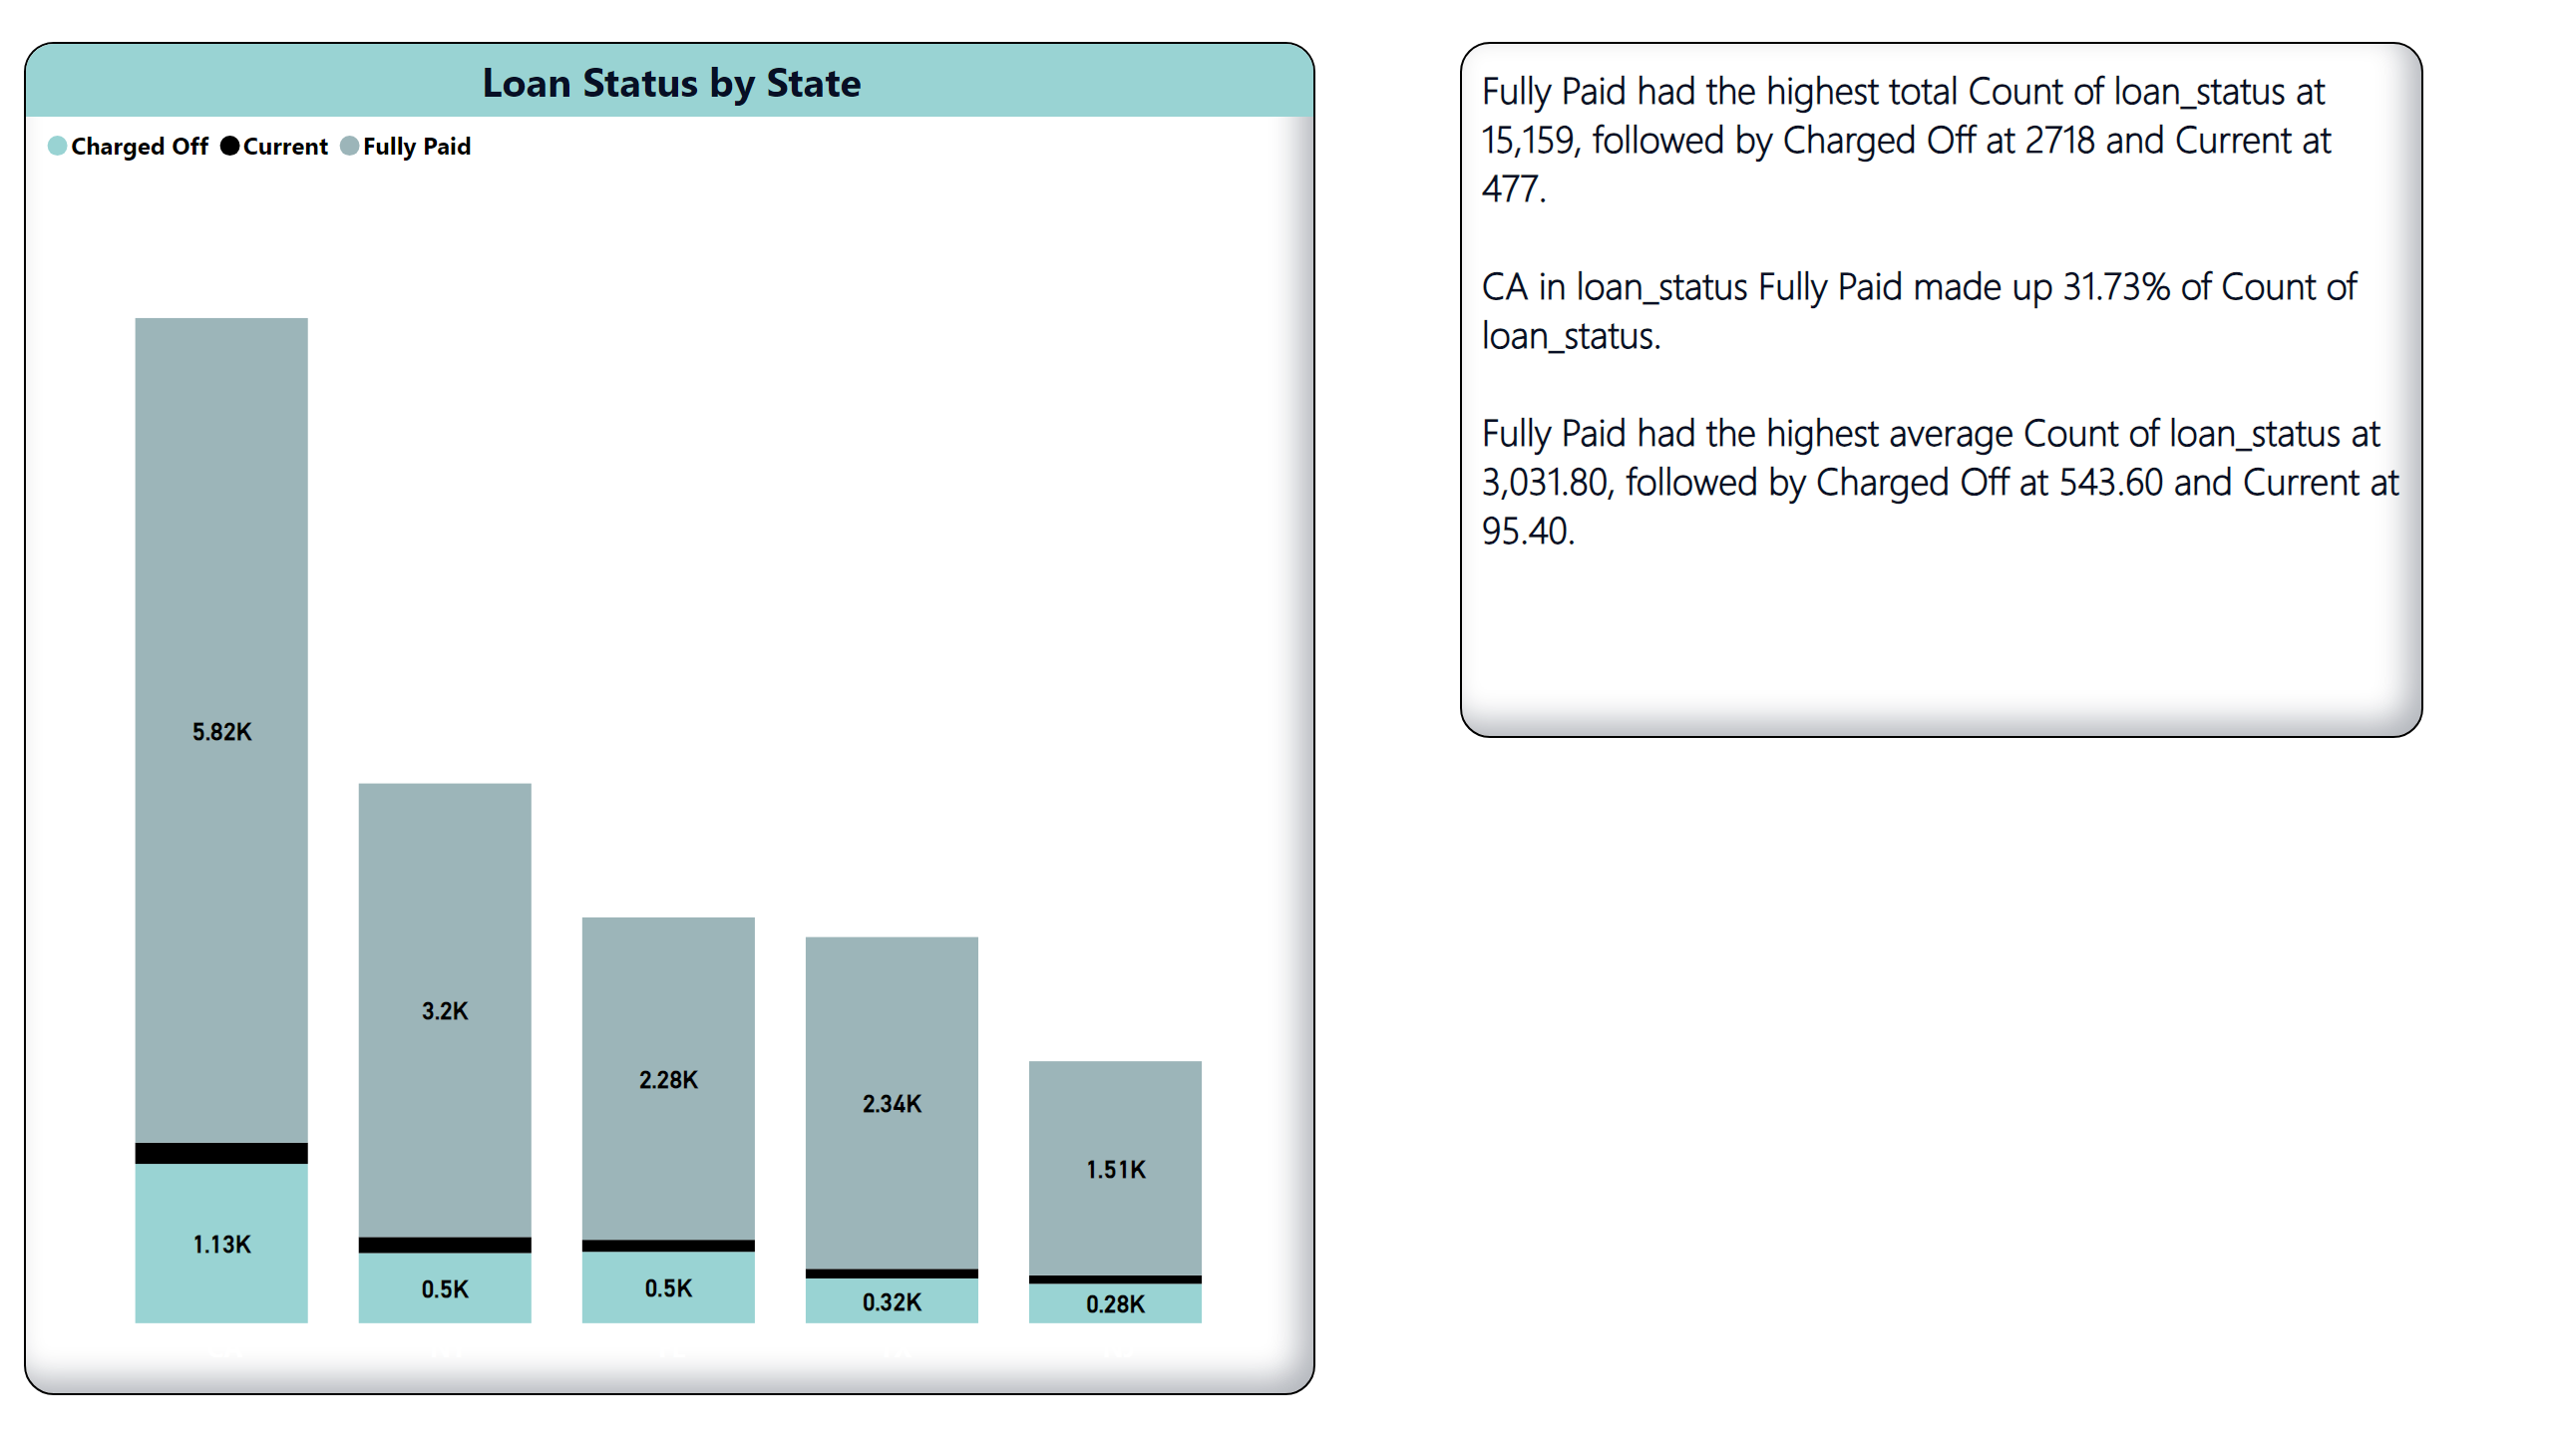 Loan Status by State
Charged Off Current Fully Paid
5.82K
3.2K
2.28K
2.34K
1.51K
1.13K
0.5K
0.5K
0.32K
0.28K
Fully Paid had the highest total Count of loan_status at
15,159, followed by Charged Off at 2718 and Current at
477.
CA in loan_status Fully Paid made up 31.73% of Count of
loan_status.
Fully Paid had the highest average Count of loan_status at
3,031.80, followed by Charged Off at 543.60 and Current at
95.40.